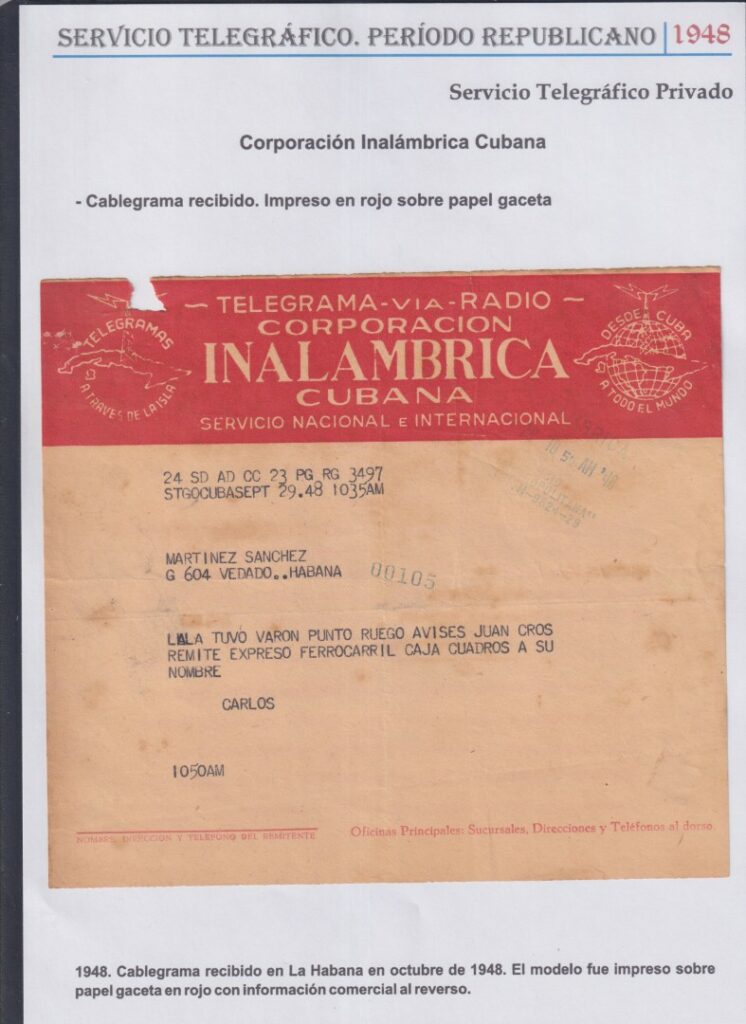 SERVICIO TELEGRÁFICO. PERÍODO REPUBLICANO 1948
Servicio Telegráfico Privado
Corporación Inalámbrica Cubana
- Cablegrama recibido. Impreso en rojo sobre papel gaceta
TELEGRAMAS
A TRAVES DE LA ISLA
— TELEGRAMA-VIA-RADIO —
CORPORACION
INALAMBRICA
CUBANA
SERVICIO NACIONAL E INTERNACIONAL
DESDE CUBA
A TODO EL MUNDO
24 SD AD CC 23 PG RG 3497
STGOCUBASEPT 29.48 1035AM
MARTINEZ SANCHEZ
G 604 VEDADO..HABANA
00105
LALA TUVO VARON PUNTO RUEGO AVISES JUAN CROS
REMITE EXPRESO FERROCARRIL CAJA CUADROS A SU
NOMBRE
CARLOS
1050AM
NOMBRE, DIRECCION Y TELEFONO DEL REMITENTE
Oficinas Principales: Sucursales, Direcciones y Teléfonos al dorso.
1948. Cablegrama recibido en La Habana en octubre de 1948. El modelo fue impreso sobre
papel gaceta en rojo con información comercial al reverso.